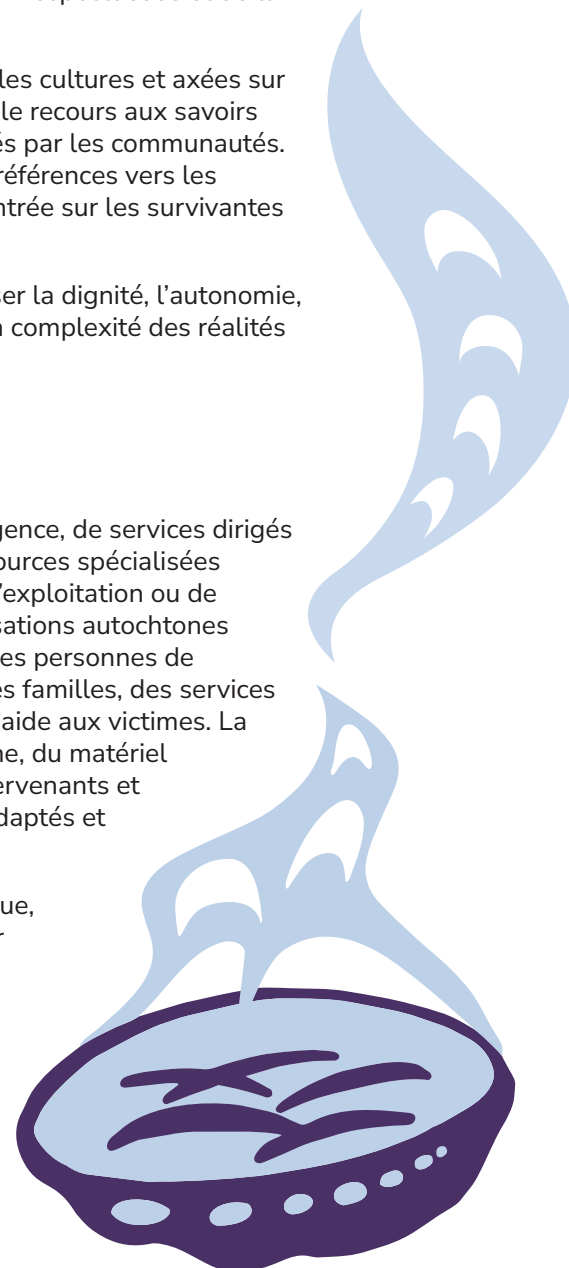 les cultures et axées sur
le recours aux savoirs
és par les communautés.
références vers les
ntrée sur les survivantes
ser la dignité, l’autonomie,
a complexité des réalités
gence, de services dirigés
ources spécialisées
l’exploitation ou de
sations autochtones
les personnes de
es familles, des services
aide aux victimes. La
ne, du matériel
ervenants et
daptés et
ue,
r